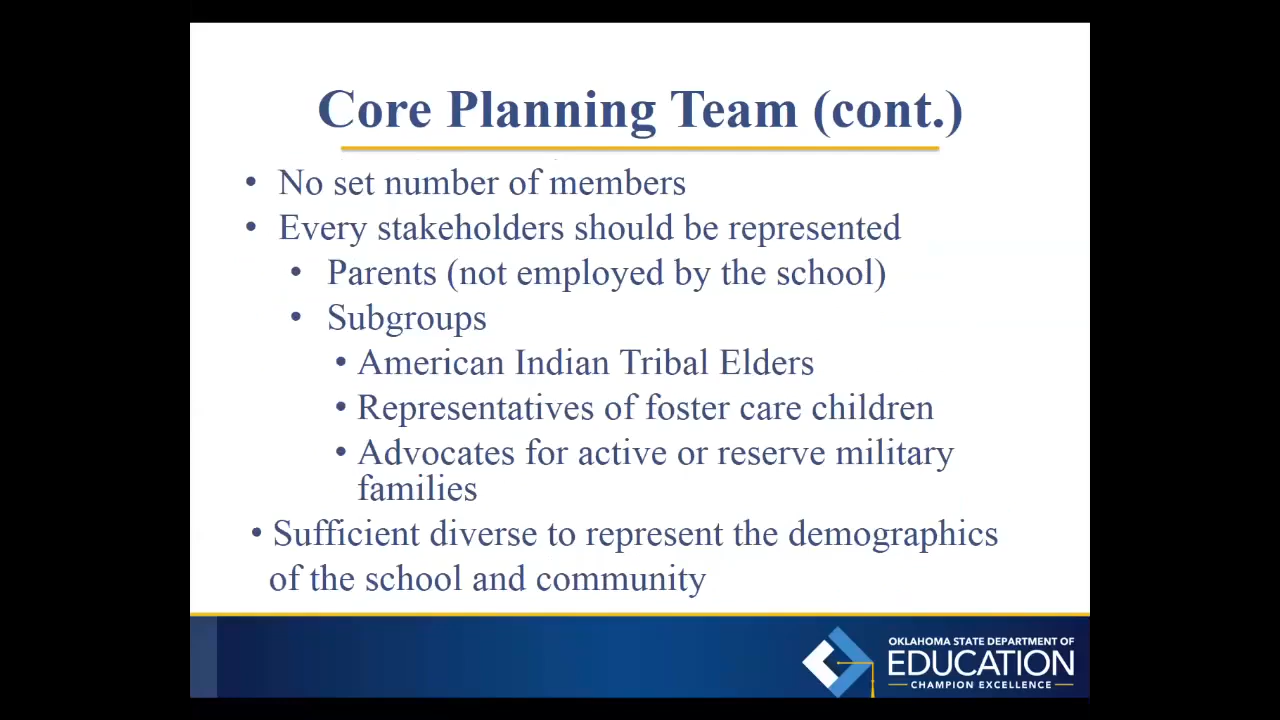 Core Planning Team (cont.)
• No set number of members
• Every stakeholders should be represented
• Parents (not employed by the school)
• Subgroups
• American Indian Tribal Elders
• Representatives of foster care children
• Advocates for active or reserve military
families
• Sufficient diverse to represent the demographics
of the school and community
OKLAHOMA STATE DEPARTMENT OF
EDUCATION
CHAMPION EXCELLENCE